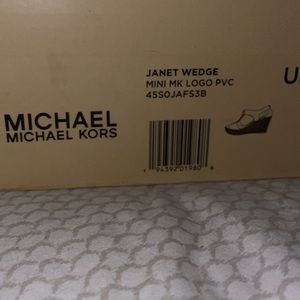 MICHAEL
MICHAEL KORS
JANET WEDGE
MINI MK LOGO PVC
45S0JAFS3B
U